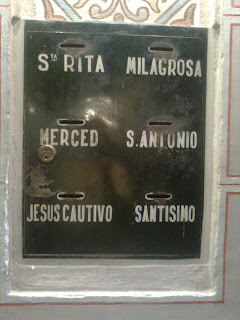 STA RITA MILAGROSA
MERCED S. ANTONIO
JESUS CAUTIVO SANTISIMO